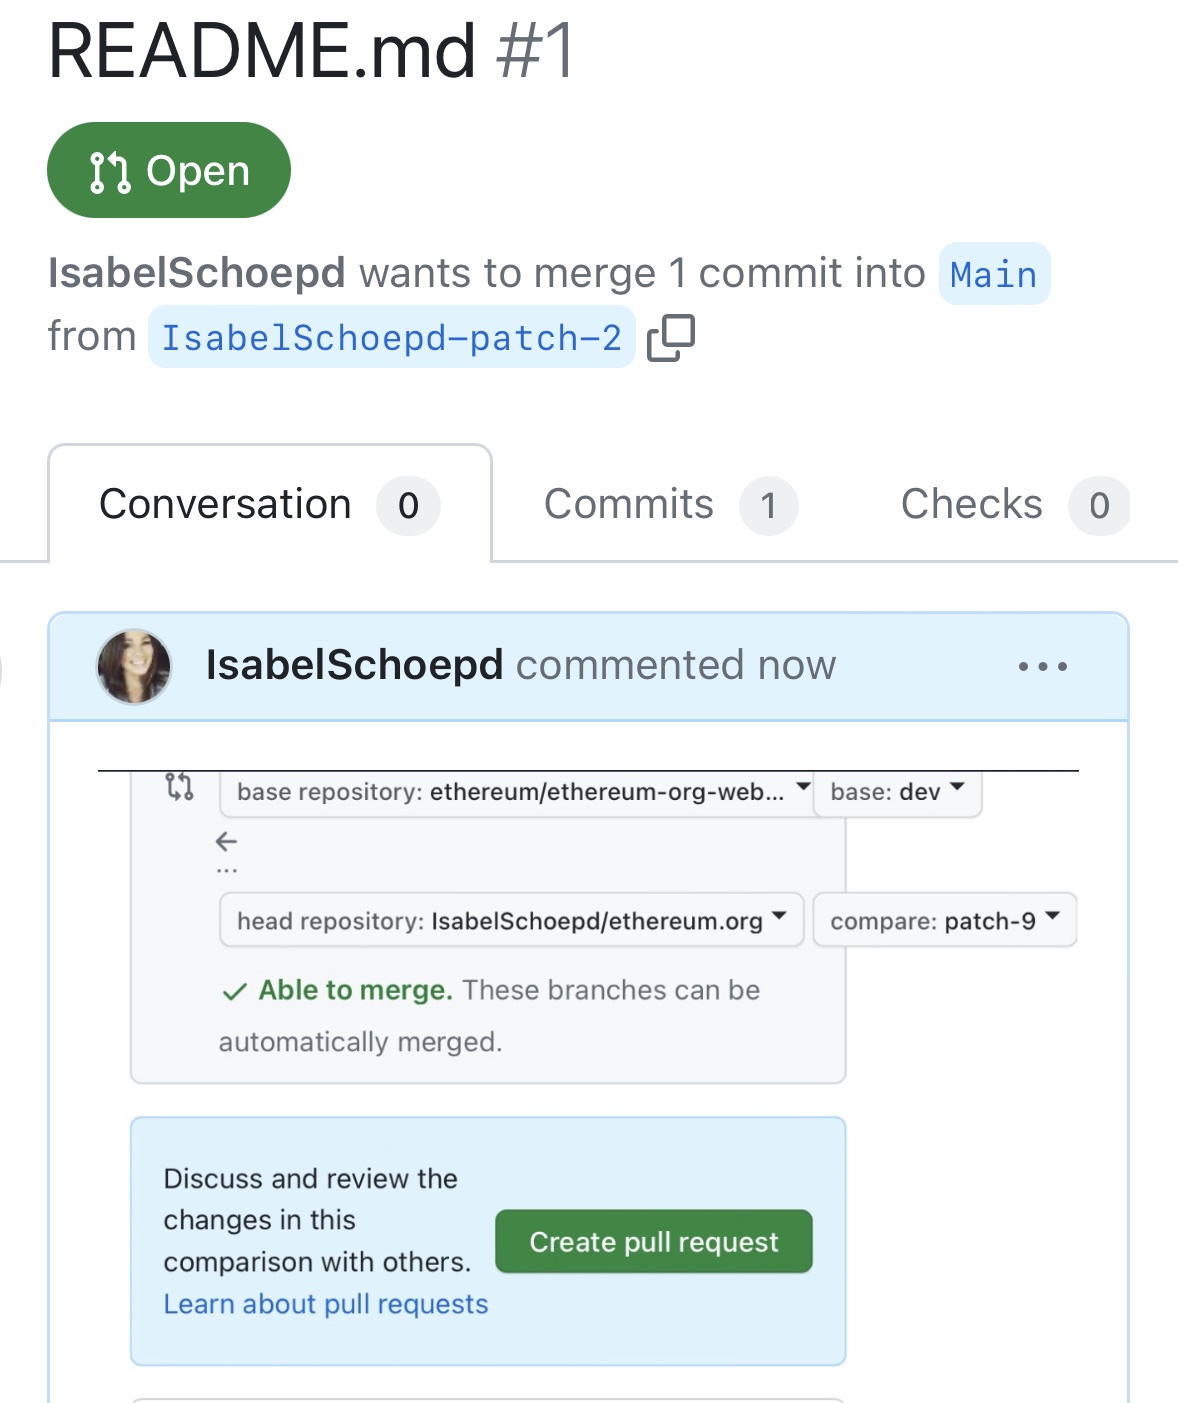 README.md #1
Open
IsabelSchoepd wants to merge 1 commit into Main
from IsabelSchoepd-patch-2
Conversation 0 Commits 1 Checks 0
IsabelSchoepd commented now
base repository: ethereum/ethereum-org-web... base: dev
...
head repository: IsabelSchoepd/ethereum.org compare: patch-9
Able to merge. These branches can be
automatically merged.
Discuss and review the
changes in this
comparison with others.
Learn about pull requests
Create pull request